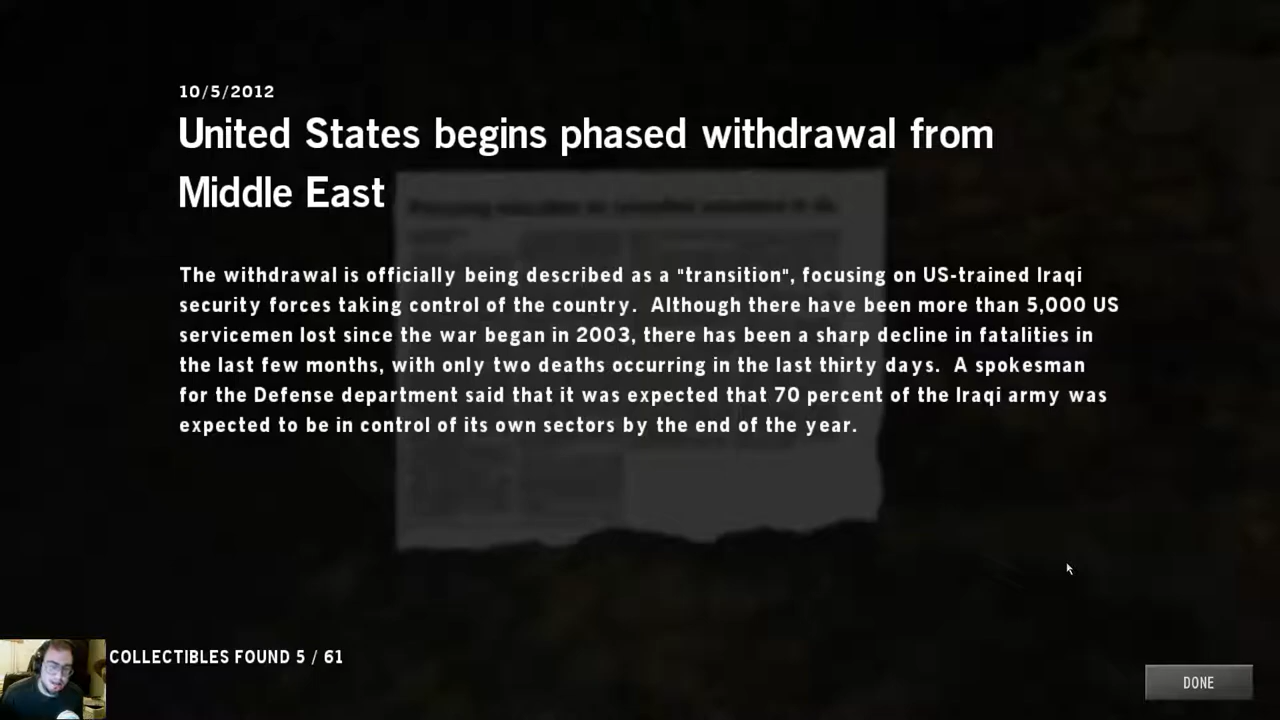 10/5/2012
United States begins phased withdrawal from
Middle East
The withdrawal is officially being described as a "transition", focusing on US-trained Iraqi
security forces taking control of the country.  Although there have been more than 5,000 US
servicemen lost since the war began in 2003, there has been a sharp decline in fatalities in
the last few months, with only two deaths occurring in the last thirty days.  A spokesman
for the Defense department said that it was expected that 70 percent of the Iraqi army was
expected to be in control of its own sectors by the end of the year.
COLLECTIBLES FOUND 5 / 61
DONE